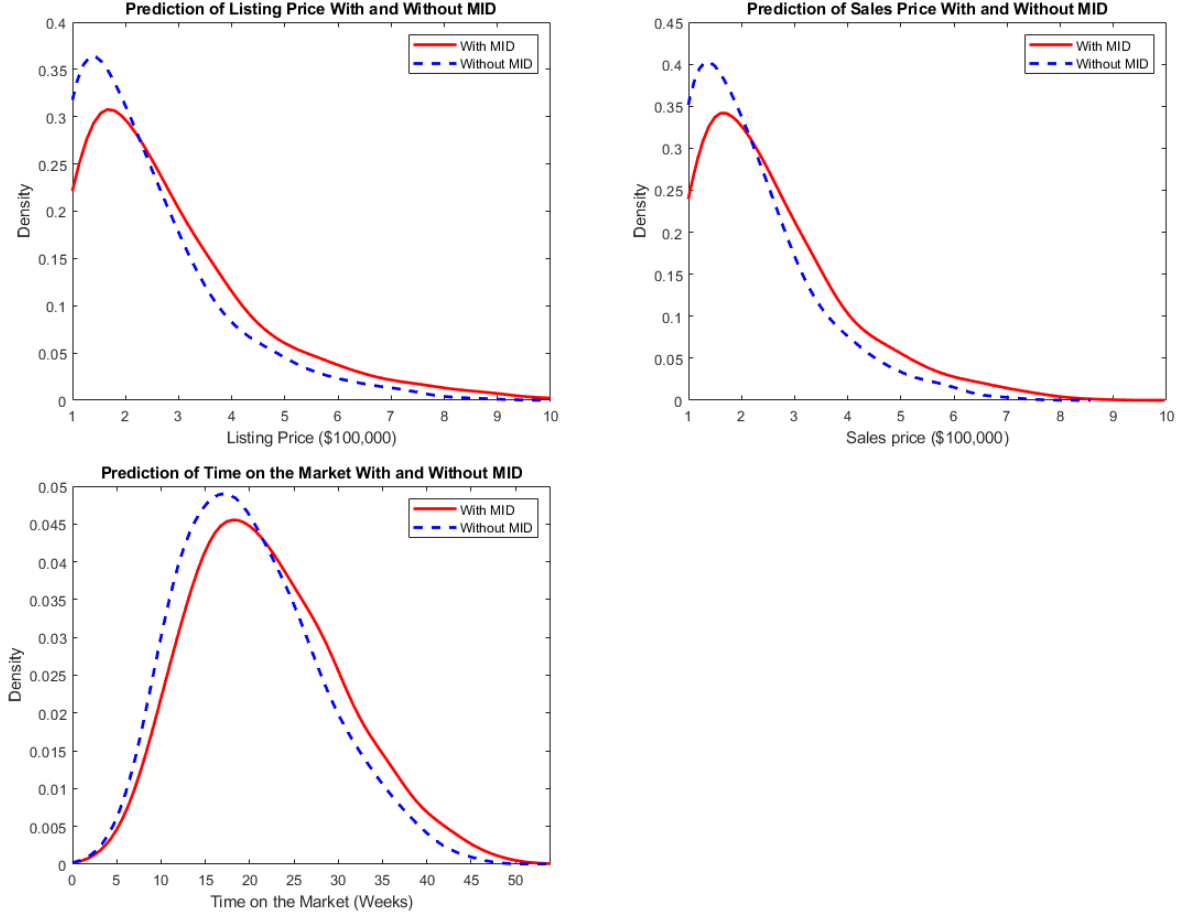 Prediction of Listing Price With and Without MID
0.4
0.35
0.3
0.25
0.2
0.15
0.1
0.05
0
Density
With MID
Without MID
1 2 3 4 5 6 7 8 9 10
Listing Price ($100,000)
Prediction of Sales Price With and Without MID
0.45
0.4
0.35
0.3
0.25
0.2
0.15
0.1
0.05
0
Density
With MID
Without MID
1 2 3 4 5 6 7 8 9 10
Sales price ($100,000)
Prediction of Time on the Market With and Without MID
0.05
0.045
0.04
0.035
0.03
0.025
0.02
0.015
0.01
0.005
0
Density
With MID
Without MID
0 5 10 15 20 25 30 35 40 45 50
Time on the Market (Weeks)